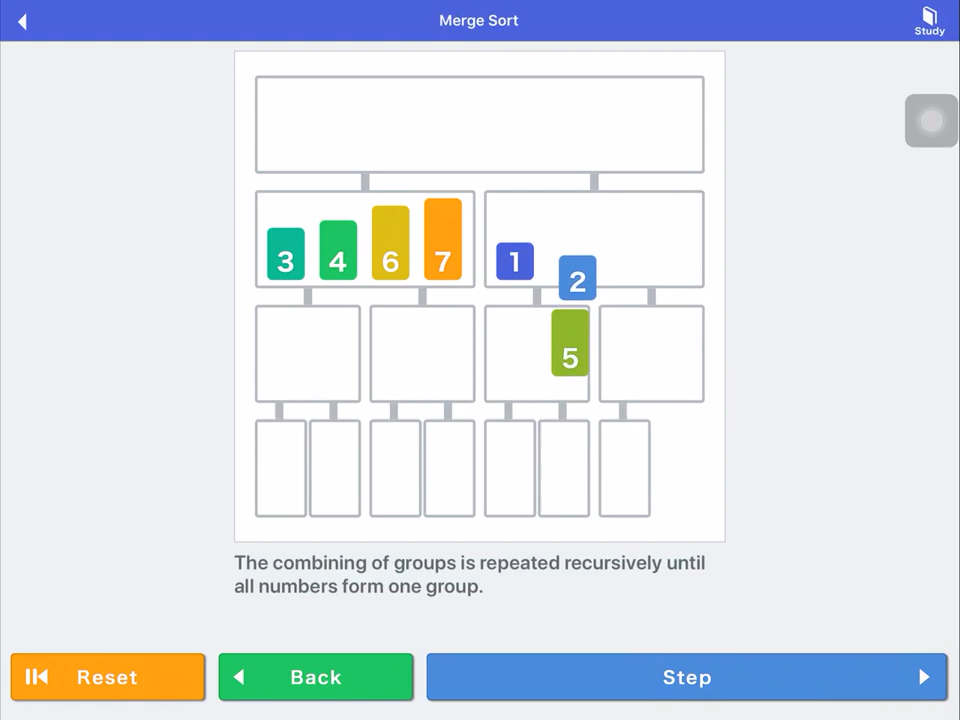 Merge Sort
Study
3 4 6 7 1 2
5
The combining of groups is repeated recursively until
all numbers form one group.
Reset Back Step